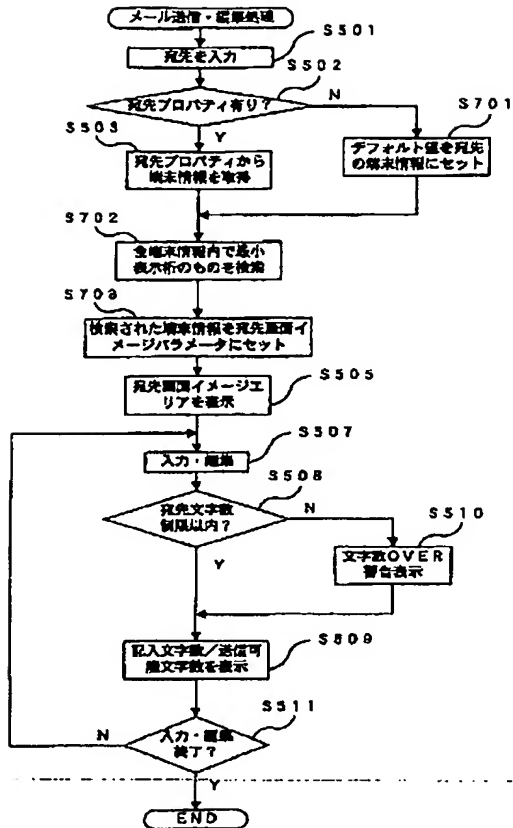 メール送信・編集処理
S501
宛先を入力
S502
宛先プロパティ有り?
N
S701
デフォルト値を宛先
の端末情報にセット
S503
Y
宛先プロパティから
端末情報を取得
S702
全端末情報内で最小
表示桁のものを検索
S703
検索された端末情報を宛先画面イ
メージパラメータにセット
S505
宛先画面イメージエ
リアを表示
S507
入力・編集
S508
宛先文字数
制限以内?
N
S510
文字数OVER
警告表示
Y
S509
記入文字数/送信可
能文字数を表示
S511
入力・編集
終了?
N
Y
END